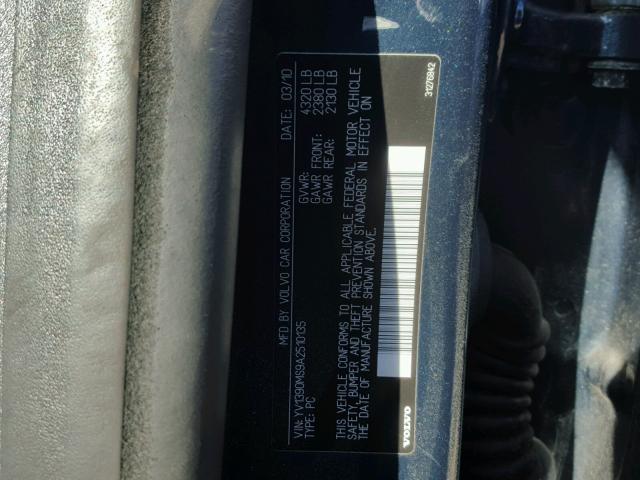 MFD BY VOLVO CAR CORPORATION DATE: 03/10
GVWR: 4320 LB
GAWR FRONT: 2380 LB
GAWR REAR: 2130 LB
VIN: YV1390MS9A2510135
TYPE: PC
THIS VEHICLE CONFORMS TO ALL APPLICABLE FEDERAL MOTOR VEHICLE
SAFETY, BUMPER AND THEFT PREVENTION STANDARDS IN EFFECT ON
THE DATE OF MANUFACTURE SHOWN ABOVE.
VOLVO 31276942